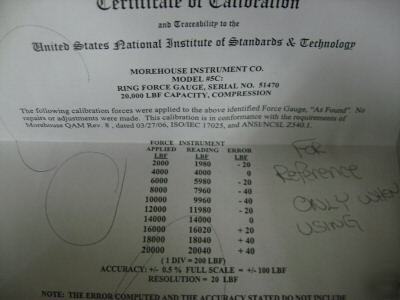 Certificate of Calibration
and Traceability to the
United States National Institute of Standards & Technology
MOREHOUSE INSTRUMENT CO.
MODEL #5C:
RING FORCE GAUGE, SERIAL NO. 51470
20,000 LBF CAPACITY, COMPRESSION
The following calibration forces were applied to the above identified Force Gauge, "As Found". No
repairs or adjustments were made. This calibration is in conformance with the requirements of
Morehouse QAM Rev. 8 , dated 03/27/06, ISO/IEC 17025, and ANSI/NCSL Z540.1.
FORCE INSTRUMENT
APPLIED READING ERROR
LBF LBF LBF
2000 1980 - 20
4000 4000 0
6000 5980 - 20
8000 7960 - 40
10000 9960 - 40
12000 11980 - 20
14000 14000 0
16000 16020 + 20
18000 18040 + 40
20000 20040 + 40
( 1 DIV = 200 LBF)
ACCURACY: +/- 0.5 % FULL SCALE = +/- 100 LBF
RESOLUTION = 20 LBF
For
Reference
ONLY when
USING
NOTE: THE ERROR COMPUTED AND THE ACCURACY STATED DO NOT INCLUDE